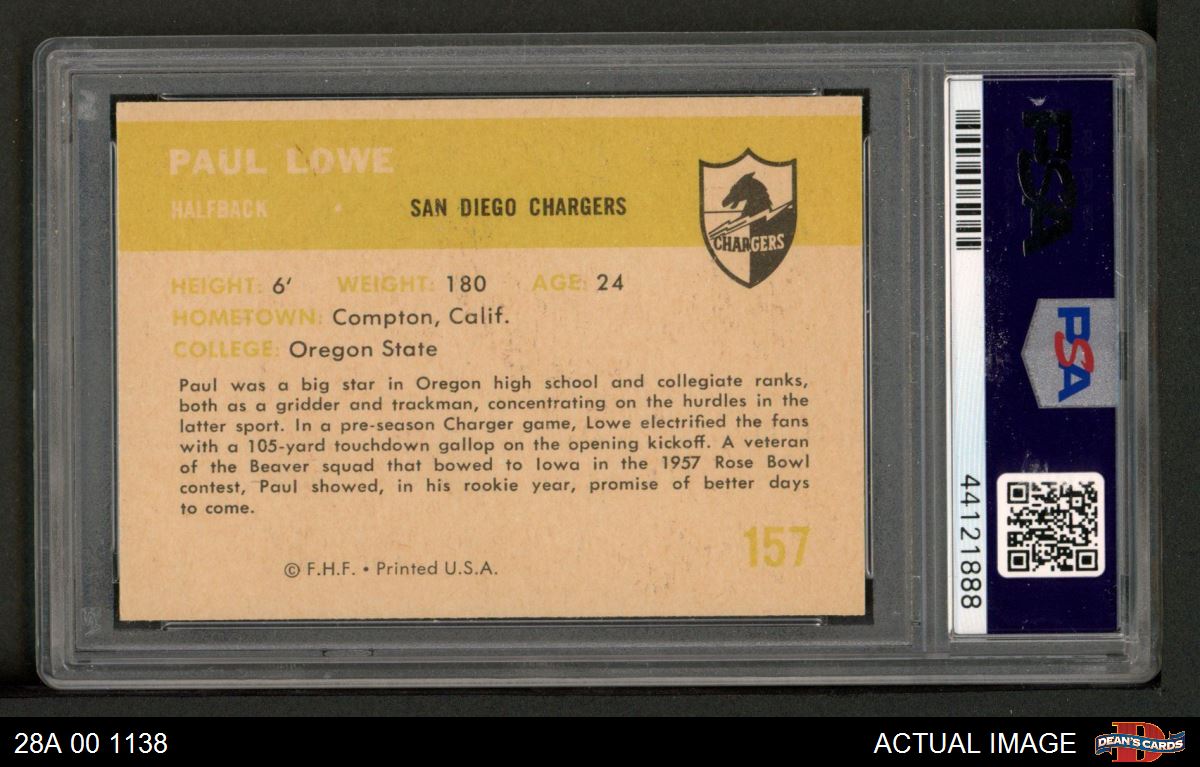 PAUL LOWE
HALFBACK • SAN DIEGO CHARGERS
CHARGERS
HEIGHT: 6' WEIGHT: 180 AGE: 24
HOMETOWN: Compton, Calif.
COLLEGE: Oregon State
Paul was a big star in Oregon high school and collegiate ranks,
both as a gridder and trackman, concentrating on the hurdles in the
latter sport. In a pre-season Charger game, Lowe electrified the fans
with a 105-yard touchdown gallop on the opening kickoff. A veteran
of the Beaver squad that bowed to Iowa in the 1957 Rose Bowl
contest, Paul showed, in his rookie year, promise of better days
to come.
157
© F.H.F. • Printed U.S.A.
PSA
PSA
44121888
28A 00 1138
ACTUAL IMAGE
D
DEAN'S CARDS